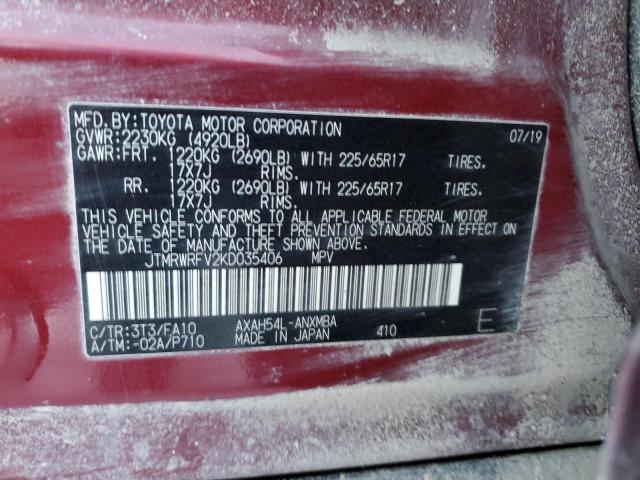 MFD.BY:TOYOTA MOTOR CORPORATION 07/19
GVWR:2230KG (4920LB)
GAWR:FRT. 1220KG (2690LB) WITH 225/65R17 TIRES.
17X7J RIMS.
RR. 1220KG (2690LB) WITH 225/65R17 TIRES.
17X7J RIMS.
THIS VEHICLE CONFORMS TO ALL APPLICABLE FEDERAL MOTOR
VEHICLE SAFETY AND THEFT PREVENTION STANDARDS IN EFFECT ON
THE DATE OF MANUFACTURE SHOWN ABOVE.
JTMRWRFV2KD035406 MPV
C/TR:3T3/FA10 AXAH54L-ANXMBA 410 E
A/TM:-02A/P710 MADE IN JAPAN